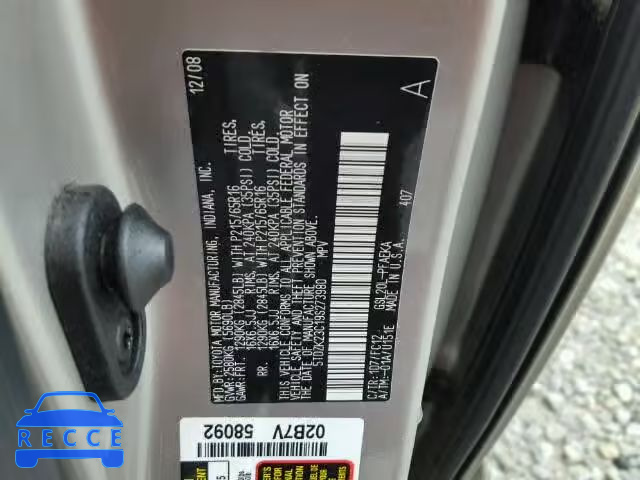 12/08
MFD. BY: TOYOTA MOTOR MANUFACTURING, INDIANA, INC.
GVWR: 2580KG (5690LB)
GAWR: FRT. 1290KG (2845LB) WITH P215/65R16 TIRES,
16X6.5JJ RIMS, AT 240KPA (35PSI) COLD.
RR. 1290KG (2845LB) WITH P215/65R16 TIRES,
16X6.5JJ RIMS, AT 240KPA (35PSI) COLD.
THIS VEHICLE CONFORMS TO ALL APPLICABLE FEDERAL MOTOR
VEHICLE SAFETY AND THEFT PREVENTION STANDARDS IN EFFECT ON
THE DATE OF MANUFACTURE SHOWN ABOVE.
5TDZK23C19S273980 MPV
A
407
C/TR: 1D7/FC12 GSL20L-PFAEKA
A/TM: -01A/U151E MADE IN U.S.A.
02B7V
58092
RECCE